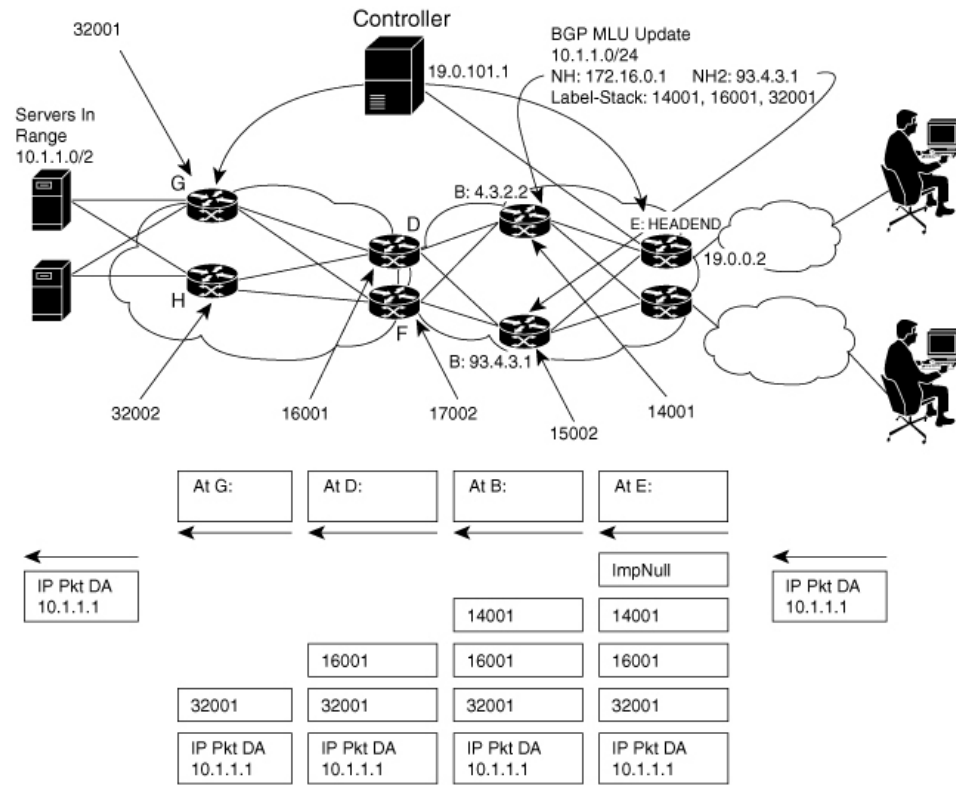 Controller
32001
BGP MLU Update
10.1.1.0/24
NH: 172.16.0.1 NH2: 93.4.3.1
Label-Stack: 14001, 16001, 32001
19.0.101.1
Servers In
Range
10.1.1.0/2
G
B: 4.3.2.2
D
E: HEADEND
19.0.0.2
H
F
B: 93.4.3.1
32002
16001
17002
15002
14001
At G:
At D:
At B:
At E:
ImpNull
IP Pkt DA
10.1.1.1
IP Pkt DA
10.1.1.1
14001
14001
16001
16001
16001
32001
32001
32001
32001
IP Pkt DA
10.1.1.1
IP Pkt DA
10.1.1.1
IP Pkt DA
10.1.1.1
IP Pkt DA
10.1.1.1